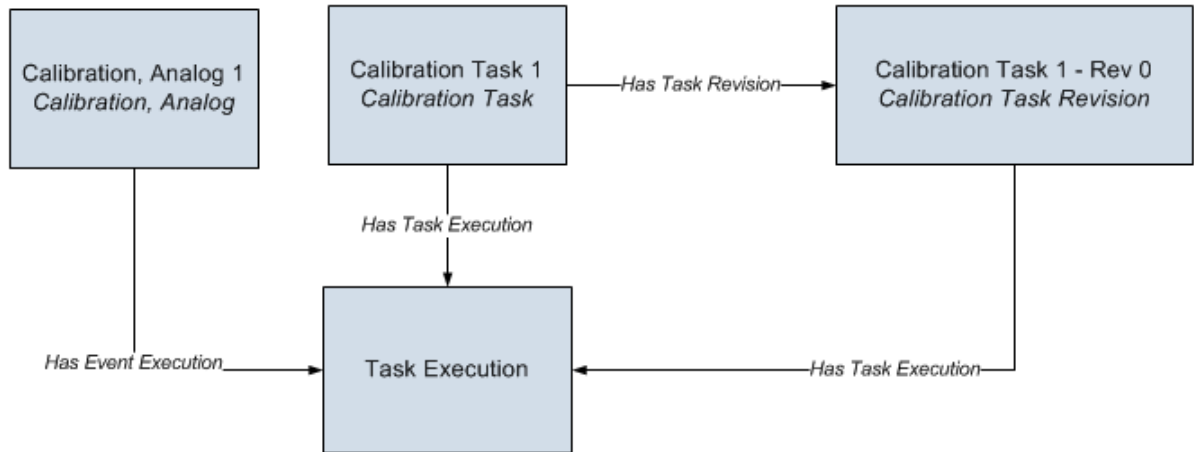 Calibration, Analog 1
Calibration, Analog
Calibration Task 1
Calibration Task
Has Task Revision
Calibration Task 1 - Rev 0
Calibration Task Revision
Has Task Execution
Has Event Execution
Task Execution
Has Task Execution